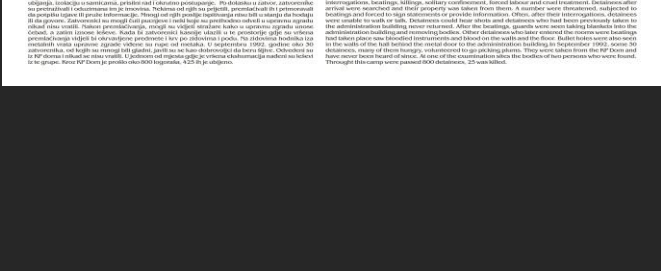 ubijanja, izolaciju u samicama, prisilni rad i okrutno postupanje. Po dolasku u zatvor, zatvorenike
su pretraživali i oduzimana im je imovina. Nekima od njih su prijetili, premlaćivali ih i primoravali
da potpišu izjave ili pruže informacije. Mnogi od njih poslije ispitivanja nisu bili u stanju da hodaju
ili da govore. Zatvorenici su mogli čuti pucnjeve i neki koji su prethodno odvedeni u upravnu zgradu
nikad nisu vratili. Nakon premlaćivanja, mogli su vidjeti stražare kako u upravnu zgradu unose
ćebad, a zatim iznose leševe. Kada bi zatvorenici kasnije ulazili u te prostorije gdje su vršena
premlaćivanja vidjeli bi okrvavljene predmete i krv po zidovima i podu. Na zidovima hodnika iza
metalnih vrata upravne zgrade vidone su rupe od metaka. U septembru 1992. godine oko 30
zatvorenika, od kojih su mnogi bili gladni, javili su se kao dobrovoljci da beru šljive. Odvedeni su
iz KP doma i nikad se nisu vratili. U jednom od mjesta gdje je vršena ekshumacija nađeni su leševi
iz te grupe. Kroz KP Dom je prošlo oko 800 logoraša, 425 ih je ubijeno.
interrogations, beatings, killings, solitary confinement, forced labour and cruel treatment. Detainees after
arrival were searched and their property was taken from them. A number were threatened, subjected to
beatings and forced to sign statements or provide information. Often, after their interrogations, detainees
were unable to walk or talk. Detainees could hear shots and detainees who had been previously taken to
the administration building never returned. After the beatings, guards were seen taking blankets into the
administration building and removing bodies. Other detainees who later entered the rooms were beatings
had taken place saw bloodied instruments and blood on the walls and the floor. Bullet holes were also seen
in the walls of the hall behind the metal door to the administration building.In September 1992, some 30
detainees, many of them hungry, volunteered to go picking plums. They were taken from the KP Dom and
have never been heard of since. At one of the exumination sites the bodies of two persons who were found.
Throught this camp were passed 800 detainees, 25 was killed.